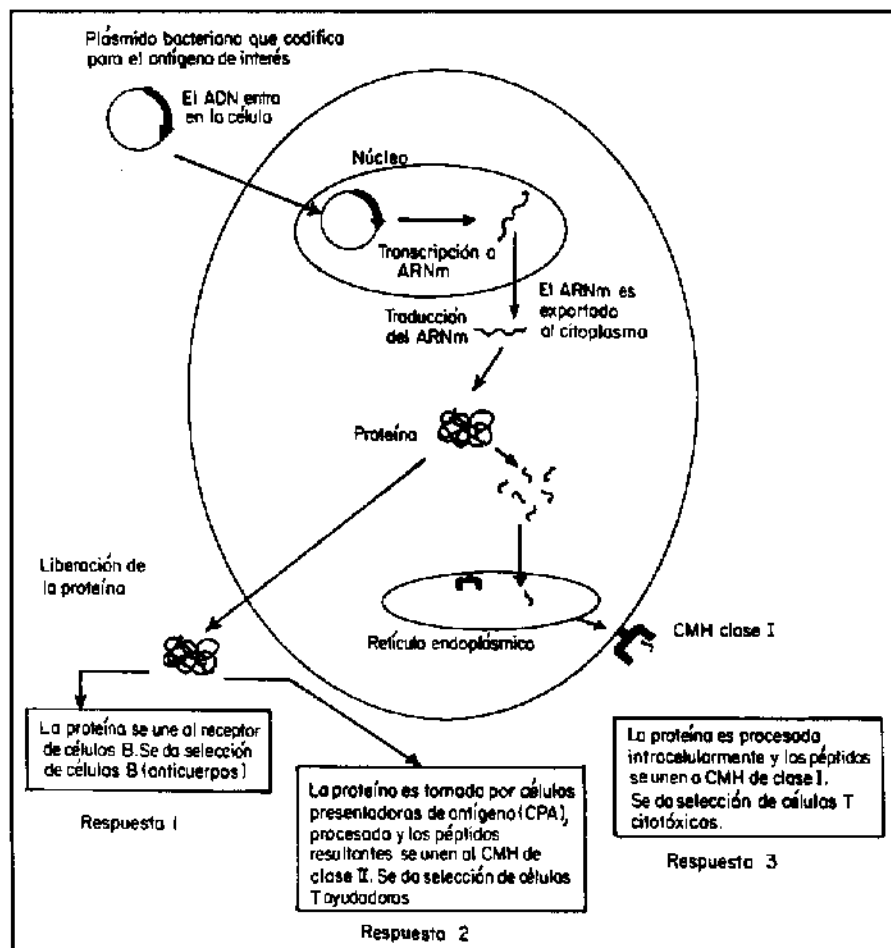 Plásmido bacteriano que codifica
para el antígeno de interés
El ADN entra
en la célula
Núcleo
Transcripción a
ARNm
El ARNm es
exportado
al citoplasma
Traducción
del ARNm
Proteína
Liberación de
la proteína
Retículo endoplásmico
CMH clase I
La proteína se une al receptor
de células B. Se da selección
de células B (anticuerpos)
Respuesta 1
La proteína es tomada por células
presentadoras de antígeno (CPA),
procesada y los péptidos
resultantes se unen al CMH de
clase II. Se da selección de células
T ayudadoras
Respuesta 2
La proteína es procesada
intracelularmente y los péptidos
se unen a CMH de clase I.
Se da selección de células T
citotóxicas.
Respuesta 3